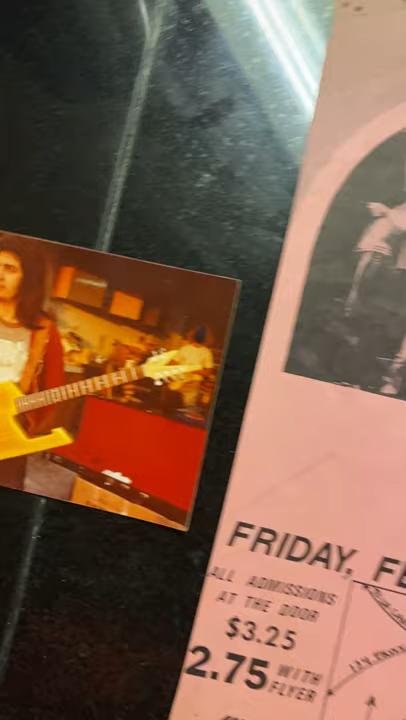 FRIDAY, FE
ALL ADMISSIONS
AT THE DOOR
$3.25
2.75 WITH
FLYER